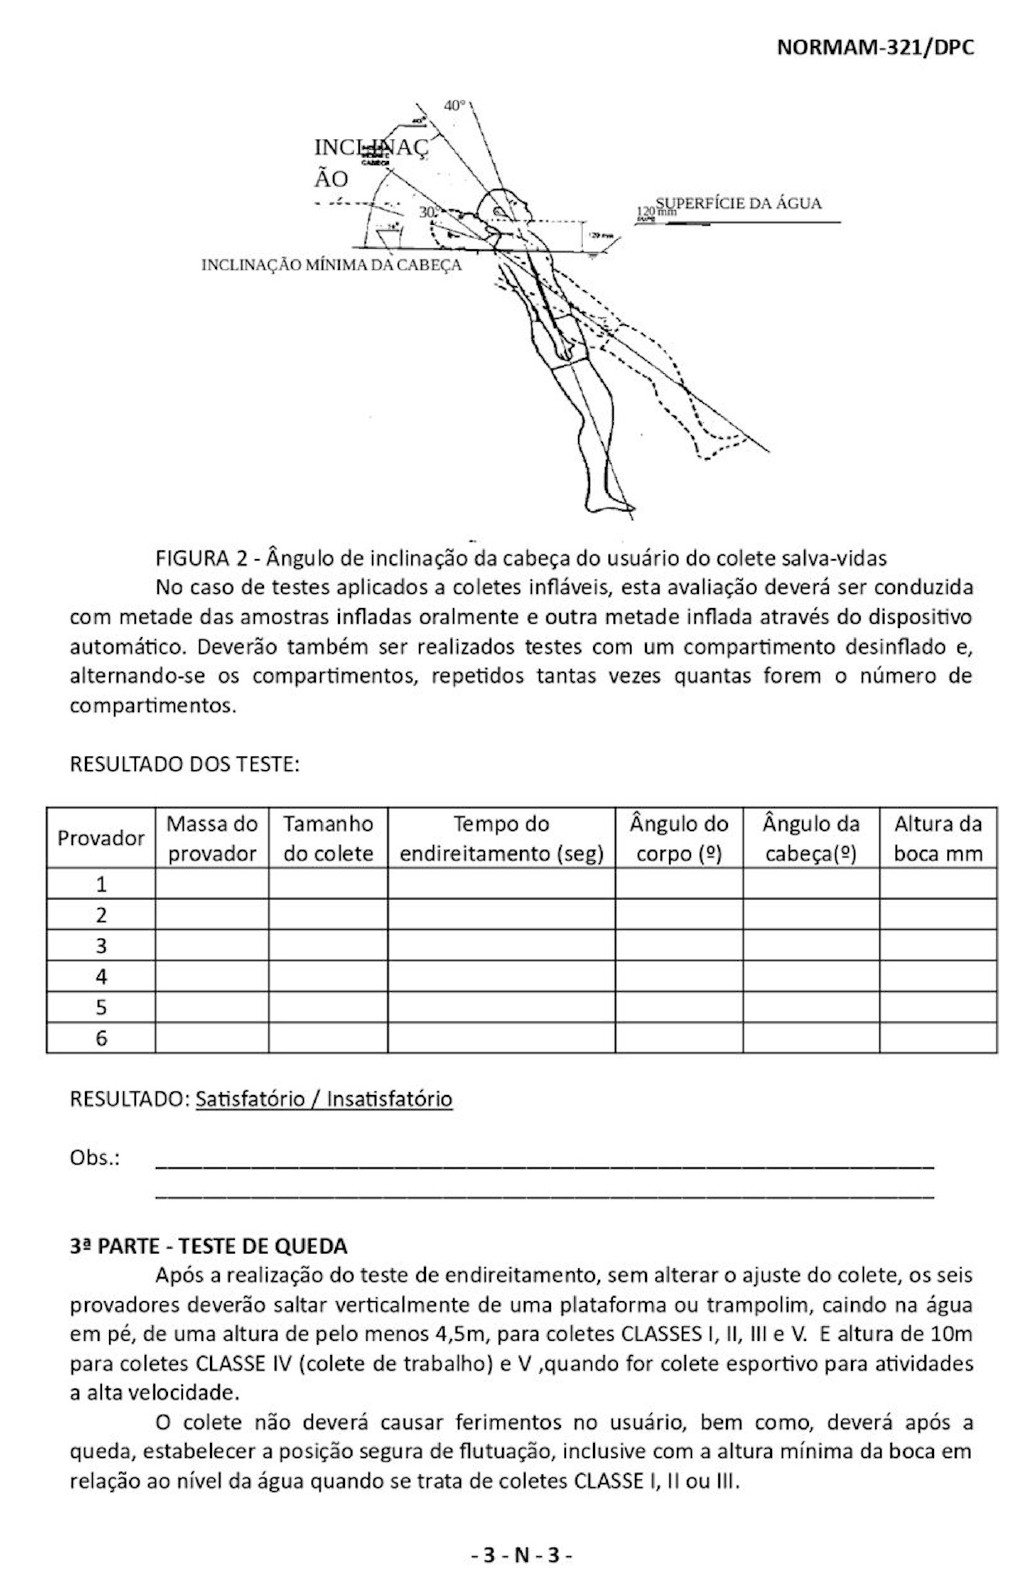 NORMAM-321/DPC
40°
INCLINAÇ
ÃO
30°
SUPERFÍCIE DA ÁGUA
120 mm
INCLINAÇÃO MÍNIMA DA CABEÇA
FIGURA 2 - Ângulo de inclinação da cabeça do usuário do colete salva-vidas
No caso de testes aplicados a coletes infláveis, esta avaliação deverá ser conduzida
com metade das amostras infladas oralmente e outra metade inflada através do dispositivo
automático. Deverão também ser realizados testes com um compartimento desinflado e,
alternando-se os compartimentos, repetidos tantas vezes quantas forem o número de
compartimentos.
RESULTADO DOS TESTE:
Provador Massa do provador Tamanho do colete Tempo do endireitamento (seg) Ângulo do corpo (º) Ângulo da cabeça(º) Altura da boca mm
1
2
3
4
5
6
RESULTADO: Satisfatório / Insatisfatório
Obs.:
3ª PARTE - TESTE DE QUEDA
Após a realização do teste de endireitamento, sem alterar o ajuste do colete, os seis
provadores deverão saltar verticalmente de uma plataforma ou trampolim, caindo na água
em pé, de uma altura de pelo menos 4,5m, para coletes CLASSES I, II, III e V. E altura de 10m
para coletes CLASSE IV (colete de trabalho) e V ,quando for colete esportivo para atividades
a alta velocidade.
O colete não deverá causar ferimentos no usuário, bem como, deverá após a
queda, estabelecer a posição segura de flutuação, inclusive com a altura mínima da boca em
relação ao nível da água quando se trata de coletes CLASSE I, II ou III.
- 3 - N - 3 -